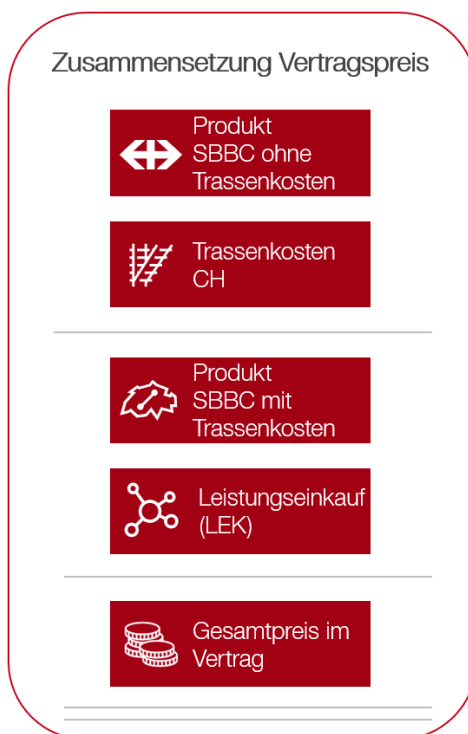 Zusammensetzung Vertragspreis
Produkt
SBBC ohne
Trassenkosten
Trassenkosten
CH
Produkt
SBBC mit
Trassenkosten
Leistungseinkauf
(LEK)
Gesamtpreis im
Vertrag